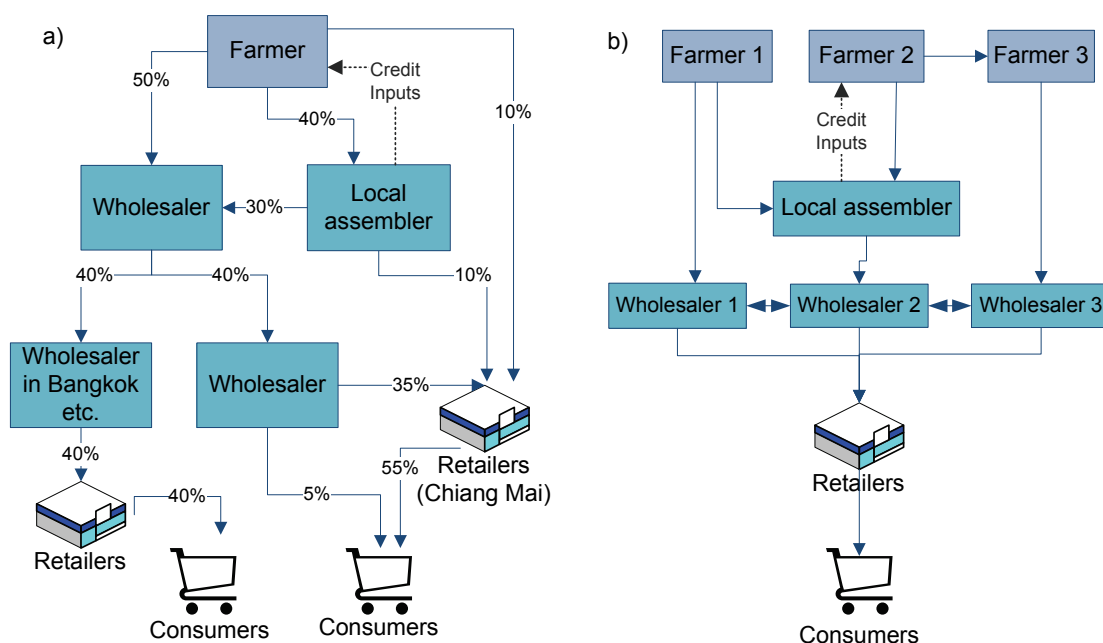 a)
Farmer
Credit
Inputs
50%
40%
10%
Wholesaler
30%
Local
assembler
40%
40%
10%
Wholesaler
in Bangkok
etc.
Wholesaler
35%
40%
Retailers
(Chiang Mai)
55%
40%
5%
Retailers
Consumers
Consumers
b)
Farmer 1
Farmer 2
Farmer 3
Credit
Inputs
Local assembler
Wholesaler 1
Wholesaler 2
Wholesaler 3
Retailers
Consumers